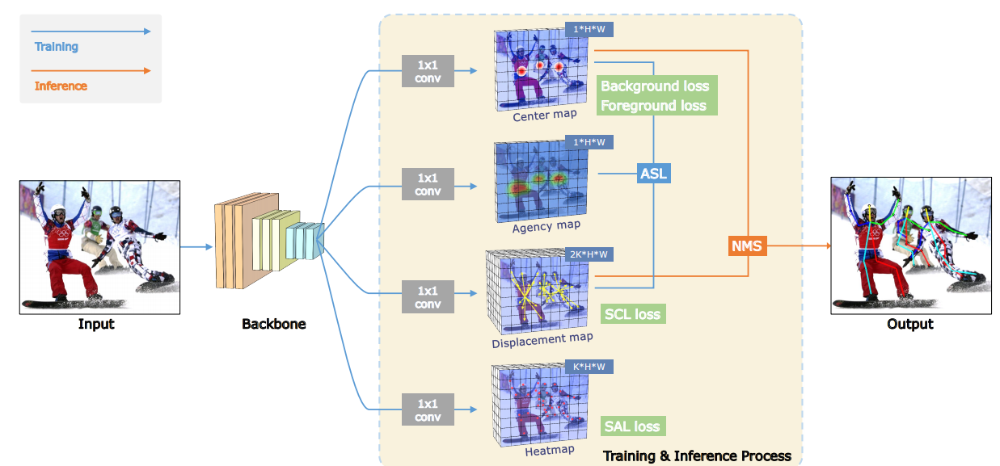 Training
Inference
1x1
conv
1*H*W
Center map
Background loss
Foreground loss
1x1
conv
1*H*W
Agency map
ASL
NMS
1x1
conv
2K*H*W
Displacement map
SCL loss
1x1
conv
K*H*W
Heatmap
SAL loss
Input
Backbone
Output
Training & Inference Process